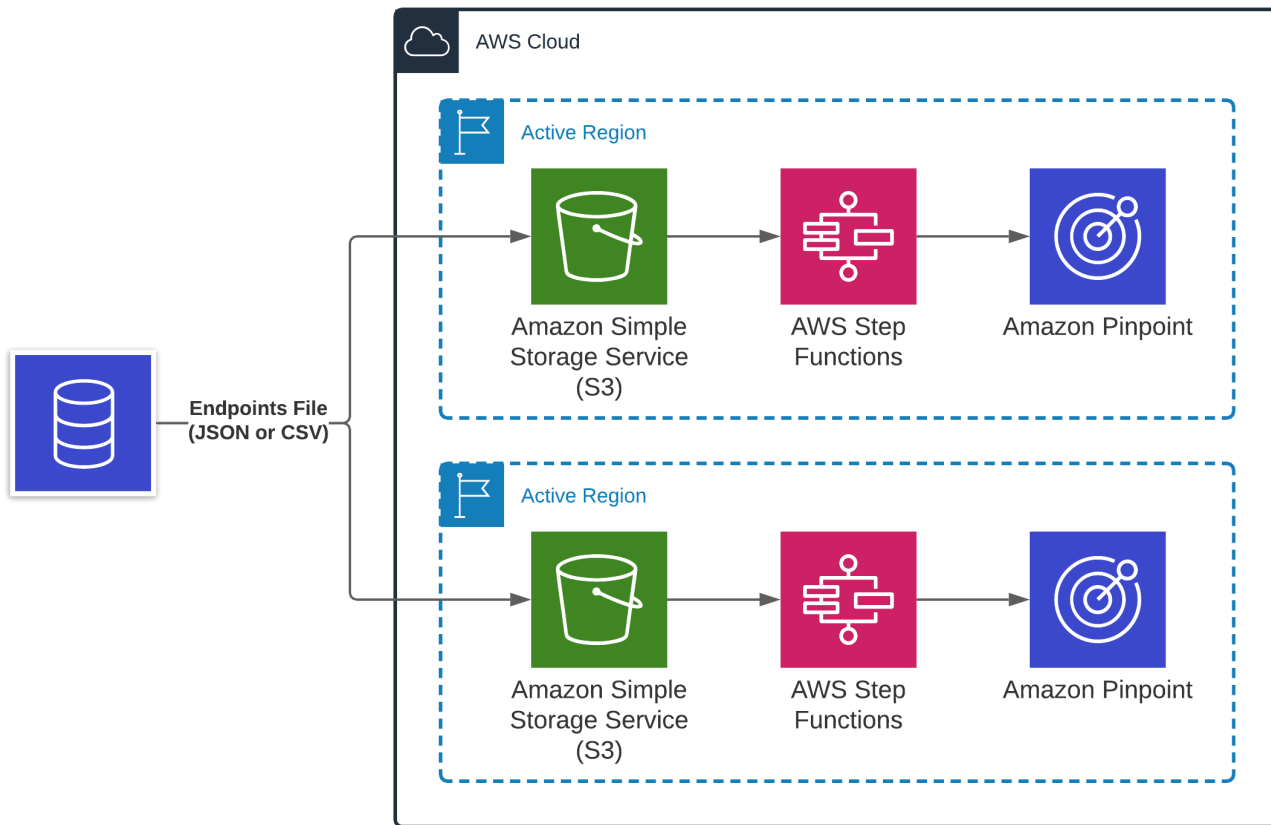 AWS Cloud
Active Region
Amazon Simple
Storage Service
(S3)
AWS Step
Functions
Amazon Pinpoint
Endpoints File
(JSON or CSV)
Active Region
Amazon Simple
Storage Service
(S3)
AWS Step
Functions
Amazon Pinpoint